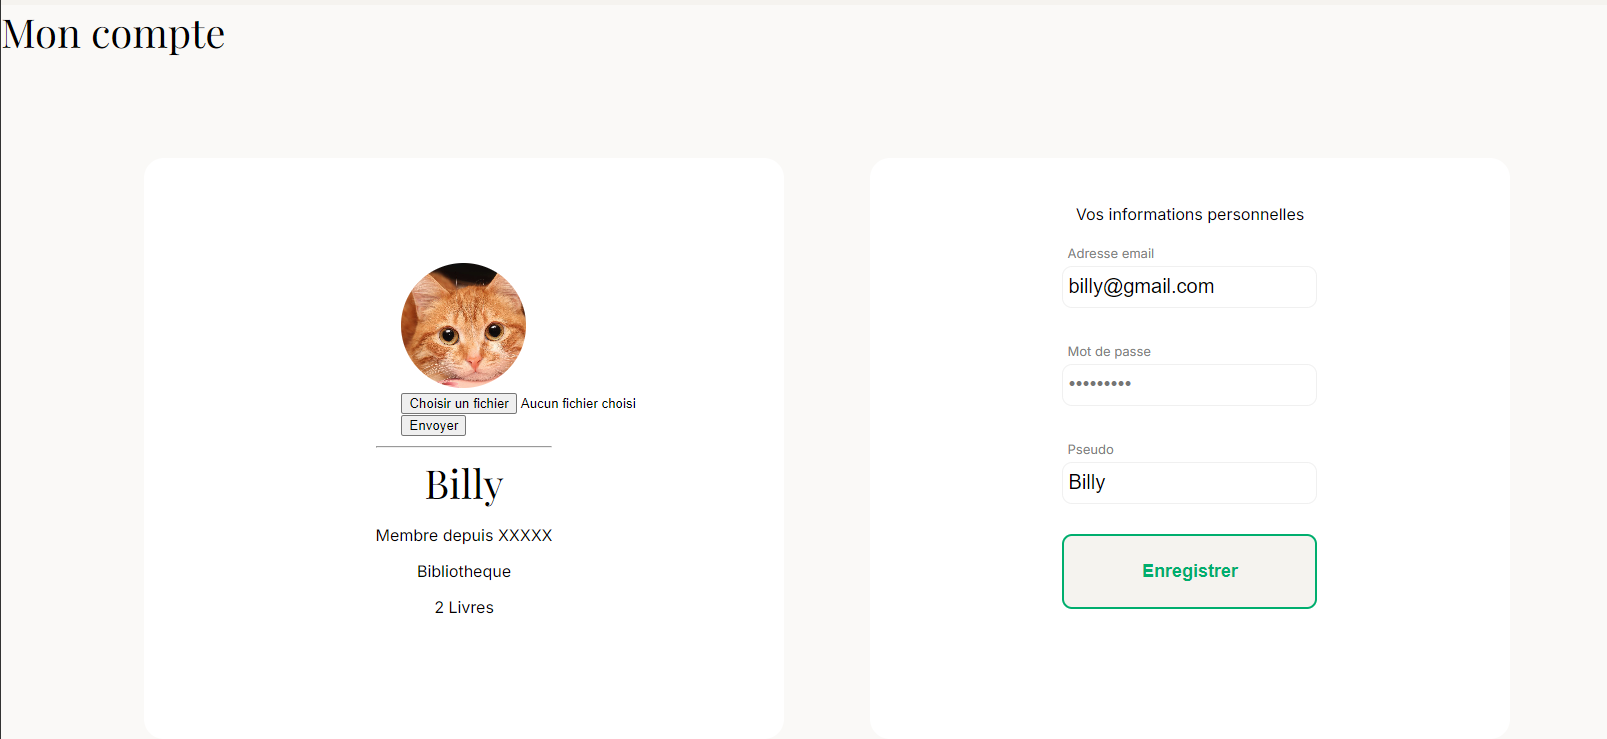 Mon compte
Choisir un fichier Aucun fichier choisi
Envoyer
Billy
Membre depuis XXXXX
Bibliotheque
2 Livres
Vos informations personnelles
Adresse email
billy@gmail.com
Mot de passe
•••••••••
Pseudo
Billy
Enregistrer